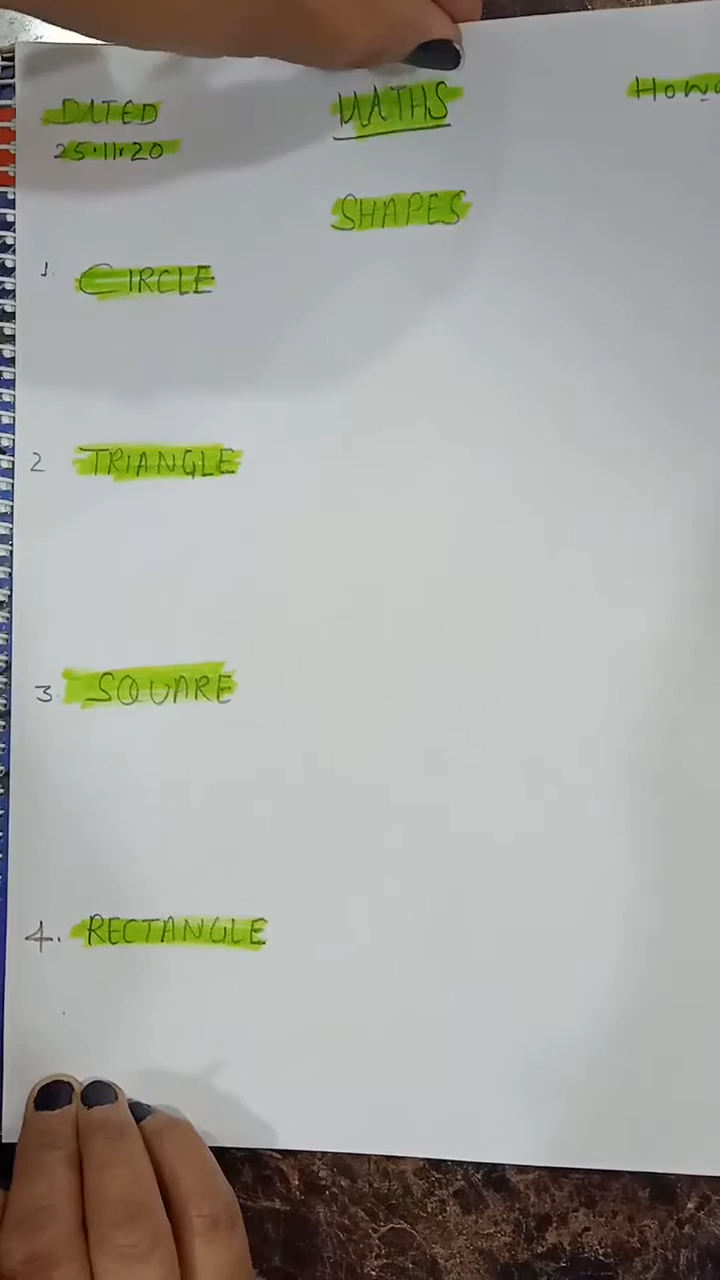 DATED
25.11.20
MATHS
SHAPES
1. CIRCLE
2 TRIANGLE
3. SQUARE
4. RECTANGLE